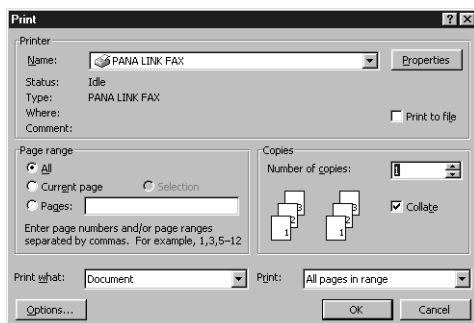 Print
Printer
Name: PANA LINK FAX Properties
Status: Idle
Type: PANA LINK FAX
Where:
Comment: Print to file
Page range
All
Current page Selection
Pages:
Enter page numbers and/or page ranges
separated by commas. For example, 1,3,5–12
Copies
Number of copies: 1
3 3
2 2
1 1
Collate
Print what: Document Print: All pages in range
Options... OK Cancel